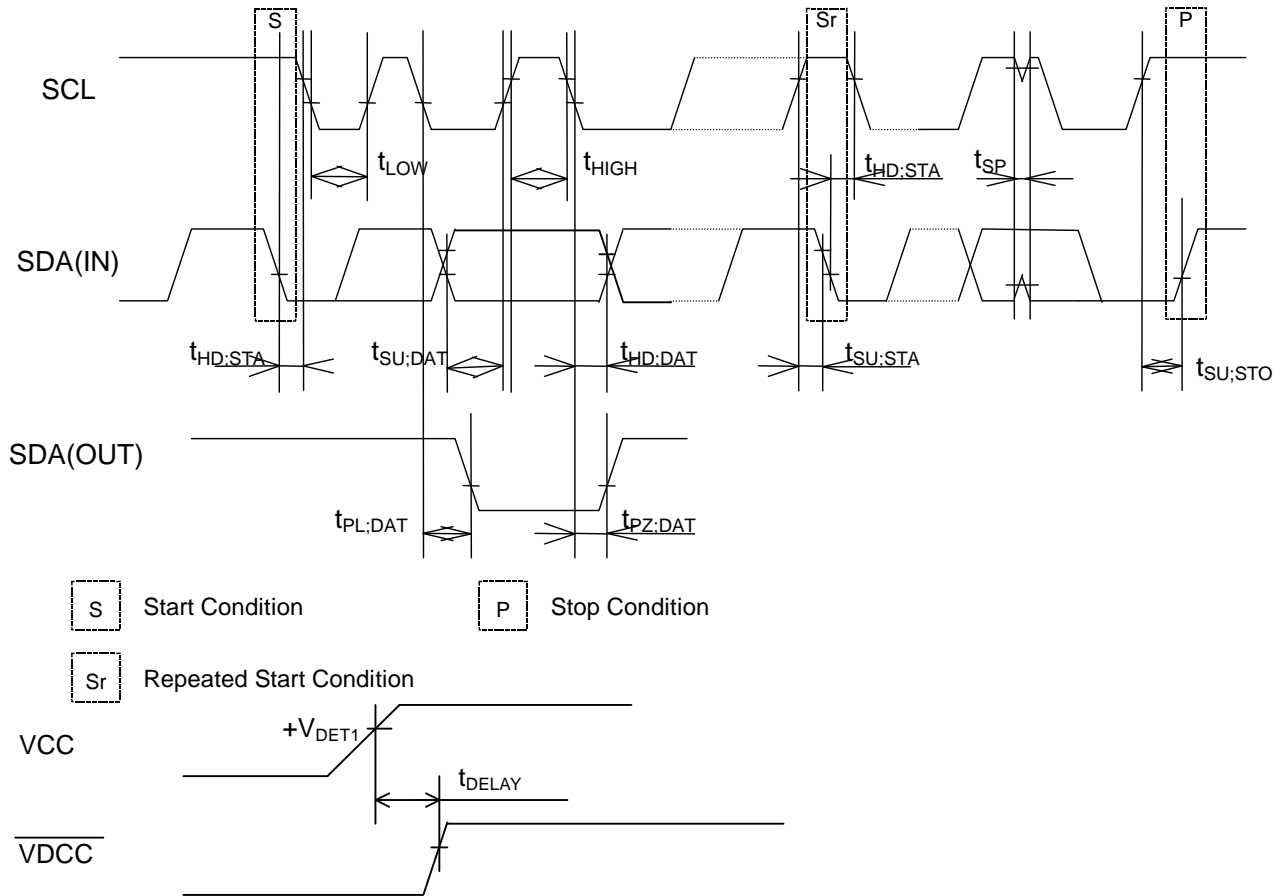 S Sr P
SCL
tLOW tHIGH tHD;STA tSP
SDA(IN)
tHD;STA tSU;DAT tHD;DAT tSU;STA tSU;STO
SDA(OUT)
tPL;DAT tPZ;DAT
S Start Condition P Stop Condition
Sr Repeated Start Condition
+VDET1
VCC
tDELAY
VDCC